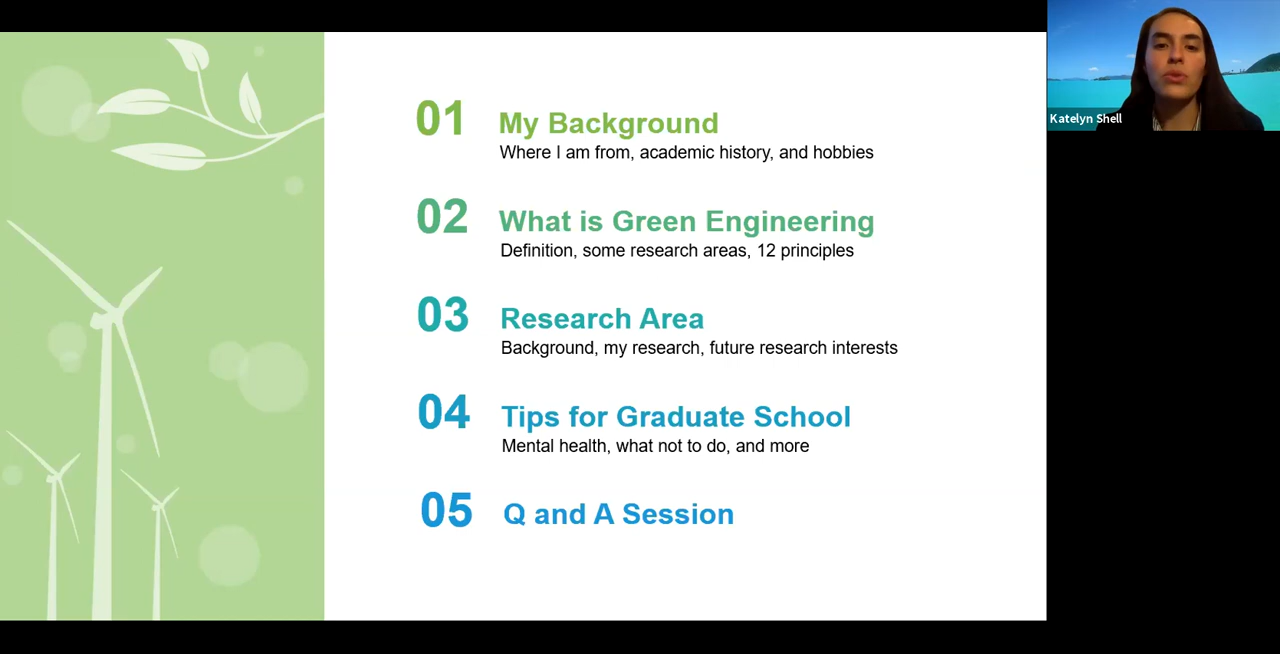 01 My Background
Where I am from, academic history, and hobbies
02 What is Green Engineering
Definition, some research areas, 12 principles
03 Research Area
Background, my research, future research interests
04 Tips for Graduate School
Mental health, what not to do, and more
05 Q and A Session
Katelyn Shell